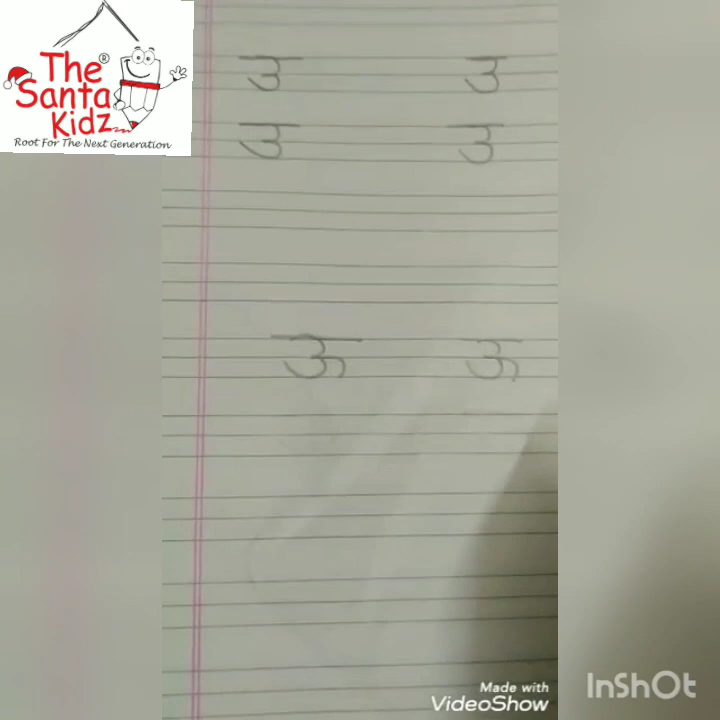 The ®
Santa
Kidz
Root For The Next Generation
उ उ
उ उ
ऊ ऊ
Made with
VideoShow
InShOt